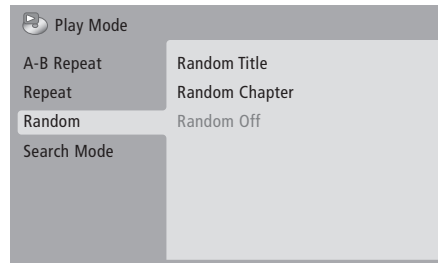 Play Mode
A-B Repeat
Repeat
Random
Search Mode
Random Title
Random Chapter
Random Off